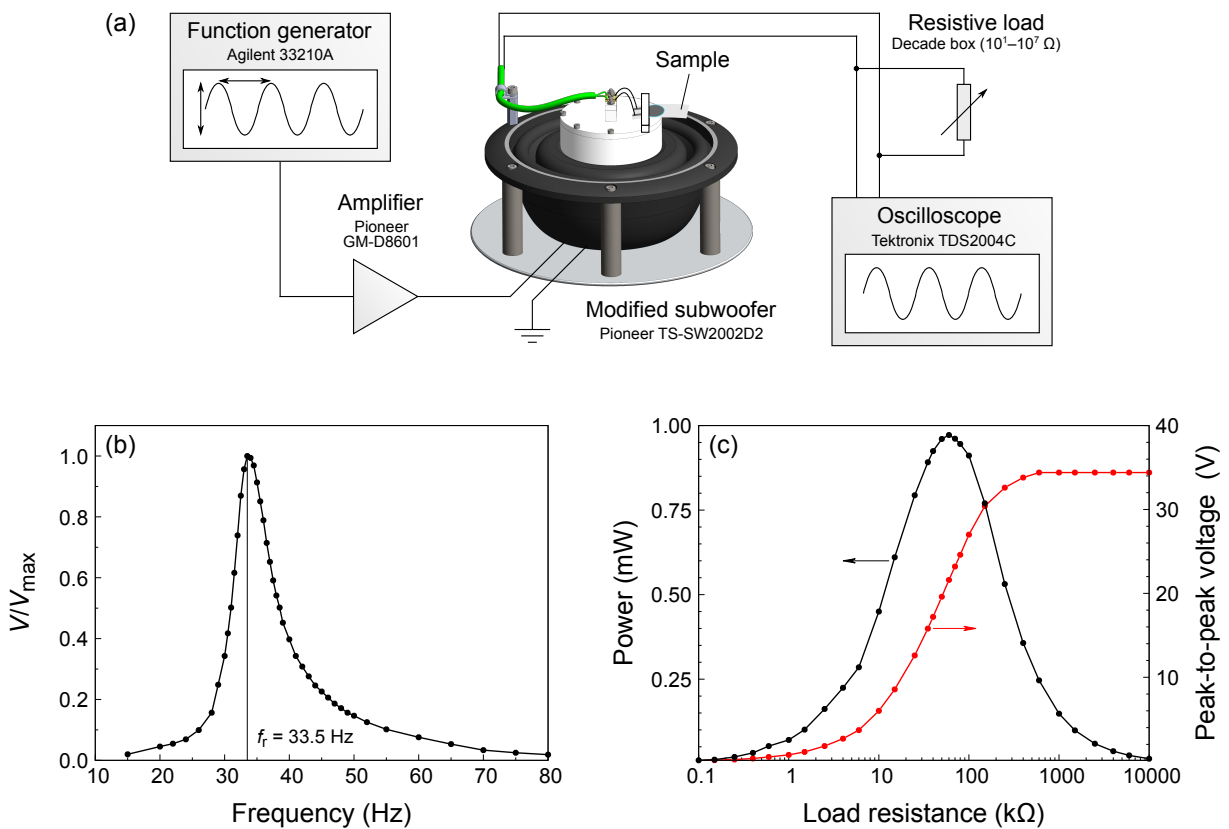 (a)
Function generator
Agilent 33210A
Sample
Resistive load
Decade box (10¹–10⁷ Ω)
Amplifier
Pioneer
GM-D8601
Modified subwoofer
Pioneer TS-SW2002D2
Oscilloscope
Tektronix TDS2004C
(b)
V/Vmax
1.0
0.8
0.6
0.4
0.2
0.0
fr = 33.5 Hz
10 20 30 40 50 60 70 80
Frequency (Hz)
(c)
Power (mW)
1.00
0.75
0.50
0.25
40
30
20
10
Peak-to-peak voltage (V)
0.1 1 10 100 1000 10000
Load resistance (kΩ)